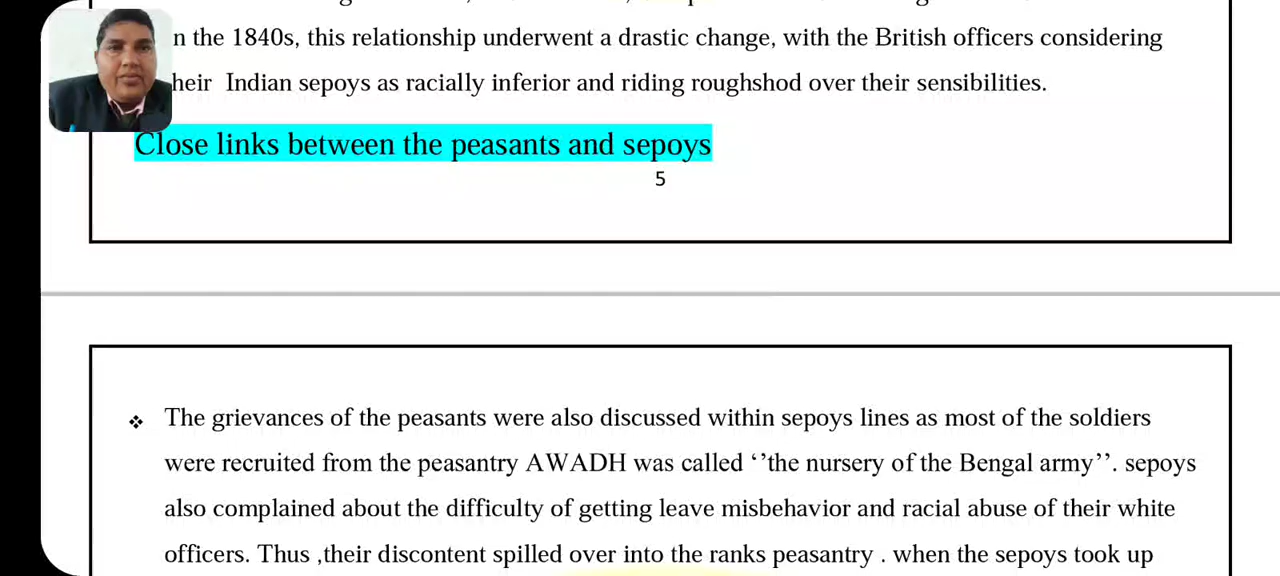 n the 1840s, this relationship underwent a drastic change, with the British officers considering
heir Indian sepoys as racially inferior and riding roughshod over their sensibilities.
Close links between the peasants and sepoys
5
❖ The grievances of the peasants were also discussed within sepoys lines as most of the soldiers
were recruited from the peasantry AWADH was called ‘’the nursery of the Bengal army’’. sepoys
also complained about the difficulty of getting leave misbehavior and racial abuse of their white
officers. Thus ,their discontent spilled over into the ranks peasantry . when the sepoys took up